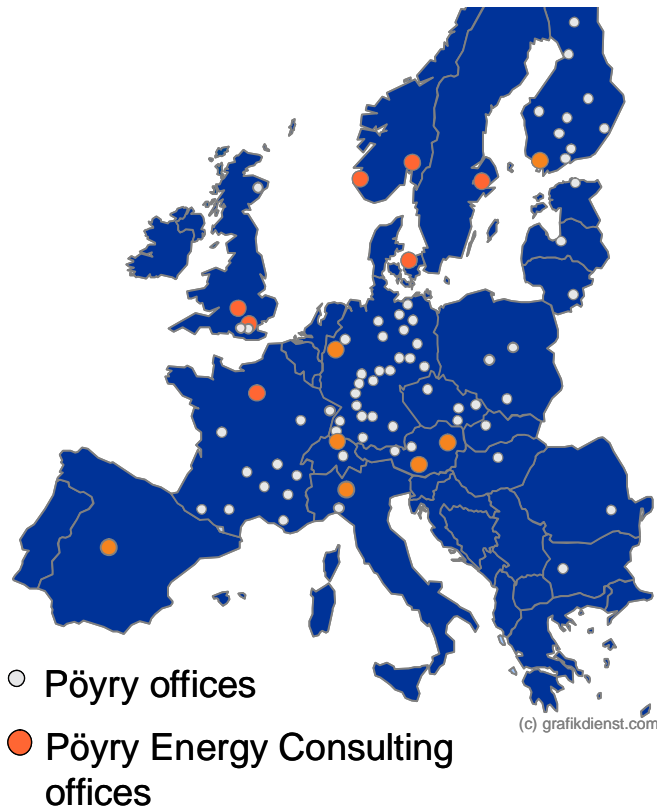 (c) grafikdienst.com
Pöyry offices
Pöyry Energy Consulting
offices